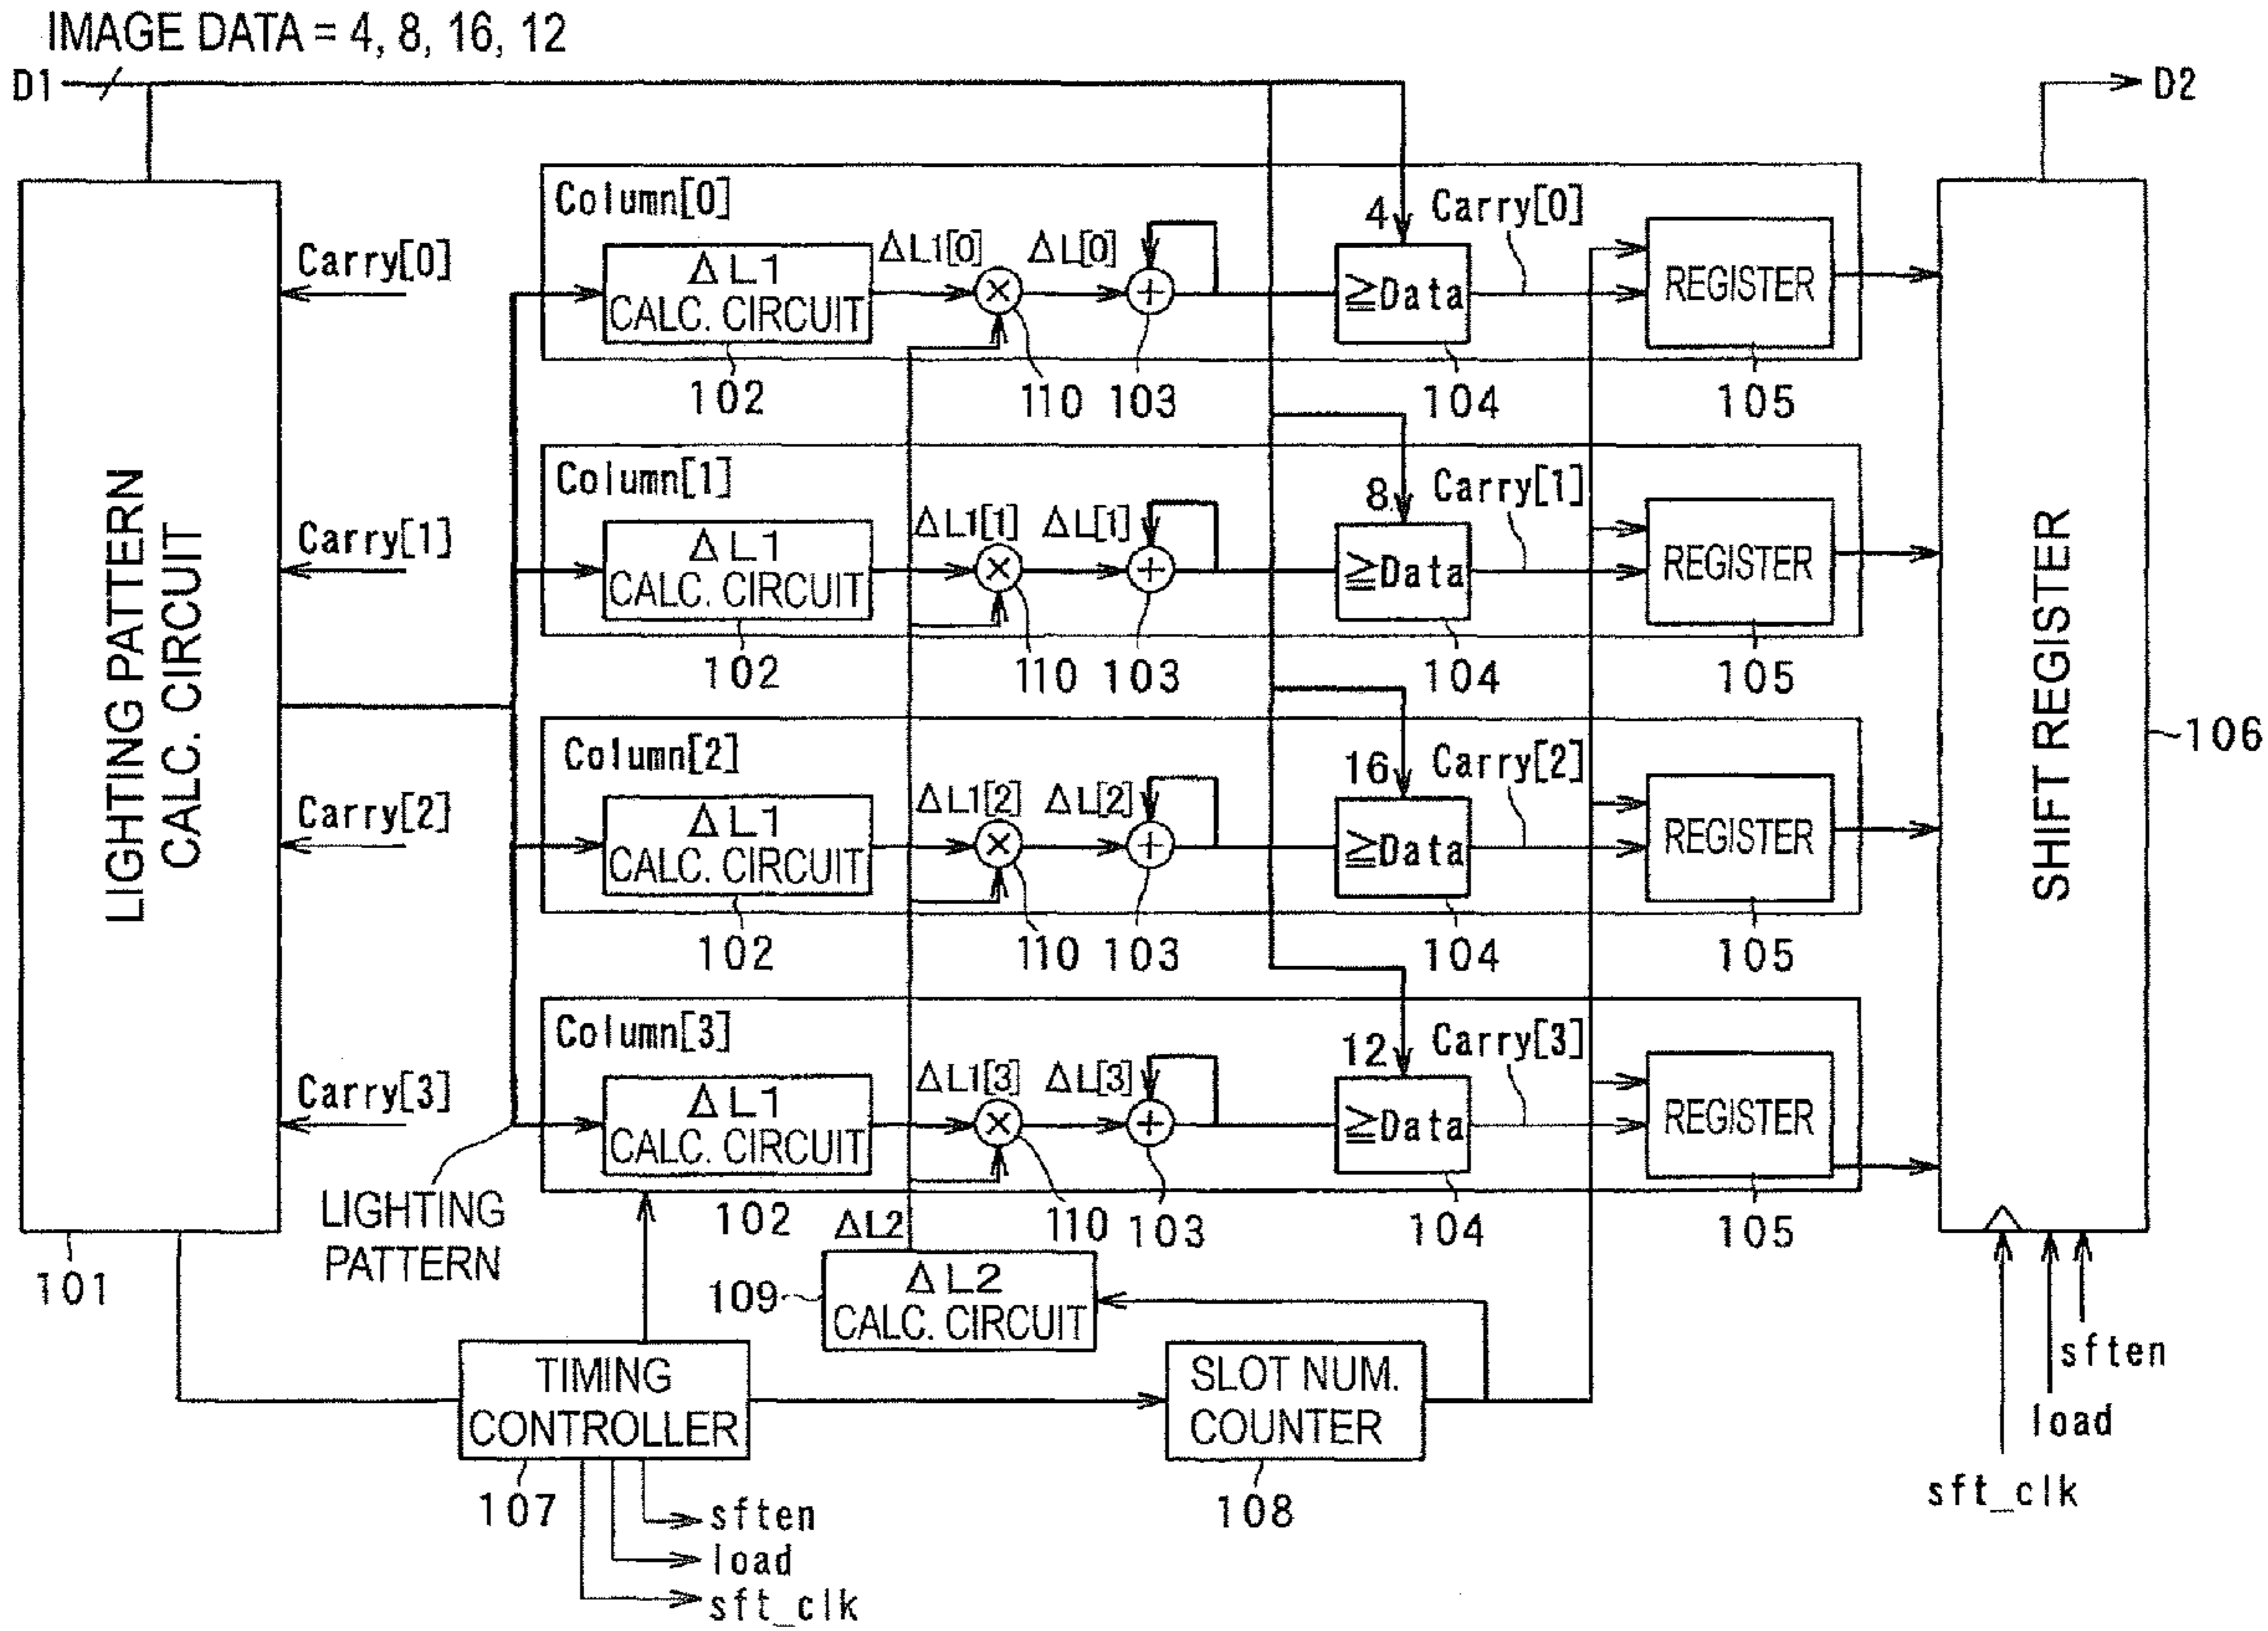 IMAGE DATA = 4, 8, 16, 12
D1
D2
LIGHTING PATTERN
CALC. CIRCUIT
101
Carry[0]
Carry[1]
Carry[2]
Carry[3]
LIGHTING
PATTERN
Column[0]
ΔL1
CALC. CIRCUIT
102
ΔL1[0]
110
ΔL[0]
103
4
≧Data
104
Carry[0]
REGISTER
105
Column[1]
ΔL1
CALC. CIRCUIT
102
ΔL1[1]
110
ΔL[1]
103
8
≧Data
104
Carry[1]
REGISTER
105
Column[2]
ΔL1
CALC. CIRCUIT
102
ΔL1[2]
110
ΔL[2]
103
16
≧Data
104
Carry[2]
REGISTER
105
Column[3]
ΔL1
CALC. CIRCUIT
102
ΔL1[3]
110
ΔL[3]
103
12
≧Data
104
Carry[3]
REGISTER
105
SHIFT REGISTER
106
ΔL2
109
ΔL2
CALC. CIRCUIT
TIMING
CONTROLLER
107
SLOT NUM.
COUNTER
108
sften
load
sft_clk
sften
load
sft_clk